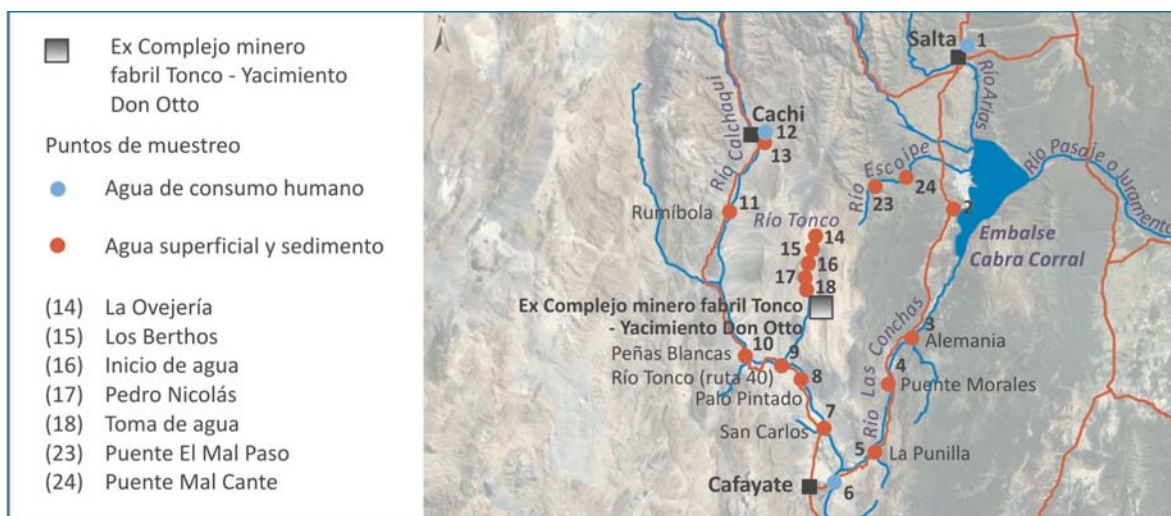 Ex Complejo minero
fabril Tonco - Yacimiento
Don Otto
Puntos de muestreo
Agua de consumo humano
Agua superficial y sedimento
(14) La Ovejería
(15) Los Berthos
(16) Inicio de agua
(17) Pedro Nicolás
(18) Toma de agua
(23) Puente El Mal Paso
(24) Puente Mal Cante
N
Salta
1
Río Arias
Cachi
12
13
Río Calchaqui
Río Escoipe
24
23
Río Pasaje o Juramento
11
Rumíbola
2
Río Tonco
14
15
16
17
18
Embalse
Cabra Corral
Ex Complejo minero fabril Tonco
- Yacimiento Don Otto
3
Alemania
10
Peñas Blancas
9
Río Tonco (ruta 40)
8
Palo Pintado
4
Puente Morales
Río Las Conchas
7
San Carlos
5
La Punilla
Cafayate
6